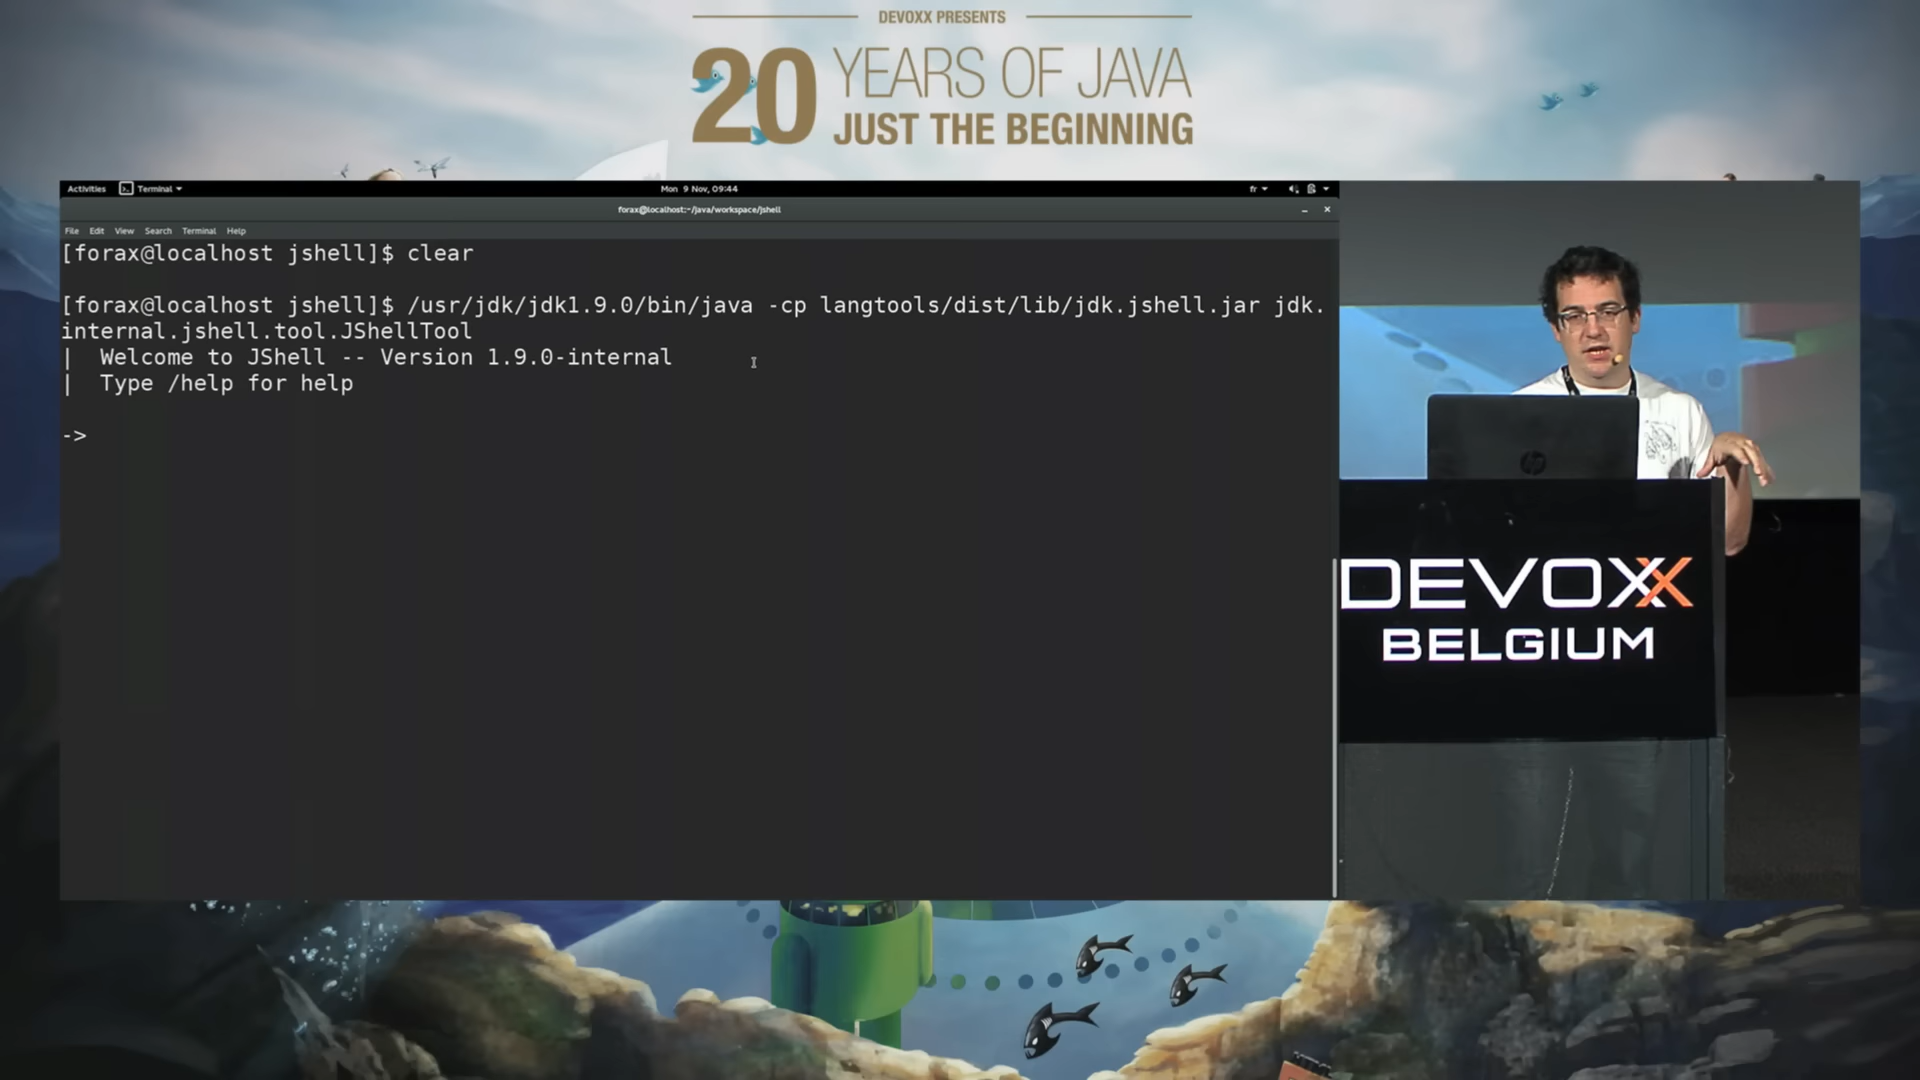 DEVOXX PRESENTS
20 YEARS OF JAVA
JUST THE BEGINNING
Activities Terminal Mon 9 Nov, 09:44 fr
forax@localhost:~/java/workspace/jshell
File Edit View Search Terminal Help
[forax@localhost jshell]$ clear
[forax@localhost jshell]$ /usr/jdk/jdk1.9.0/bin/java -cp langtools/dist/lib/jdk.jshell.jar jdk.
internal.jshell.tool.JShellTool
| Welcome to JShell -- Version 1.9.0-internal
| Type /help for help
->
hp
DEVOXX
BELGIUM